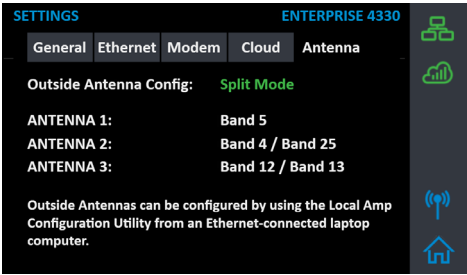 SETTINGS ENTERPRISE 4330
General Ethernet Modem Cloud Antenna
Outside Antenna Config: Split Mode
ANTENNA 1: Band 5
ANTENNA 2: Band 4 / Band 25
ANTENNA 3: Band 12 / Band 13
Outside Antennas can be configured by using the Local Amp
Configuration Utility from an Ethernet-connected laptop
computer.